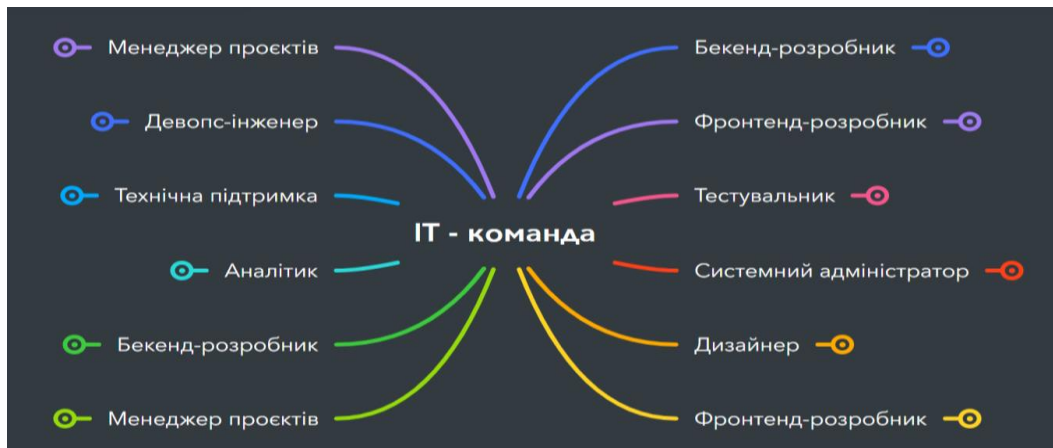 Менеджер проєктів
Бекенд-розробник
Девопс-інженер
Фронтенд-розробник
Технічна підтримка
Тестувальник
ІТ - команда
Аналітик
Системний адміністратор
Бекенд-розробник
Дизайнер
Менеджер проєктів
Фронтенд-розробник